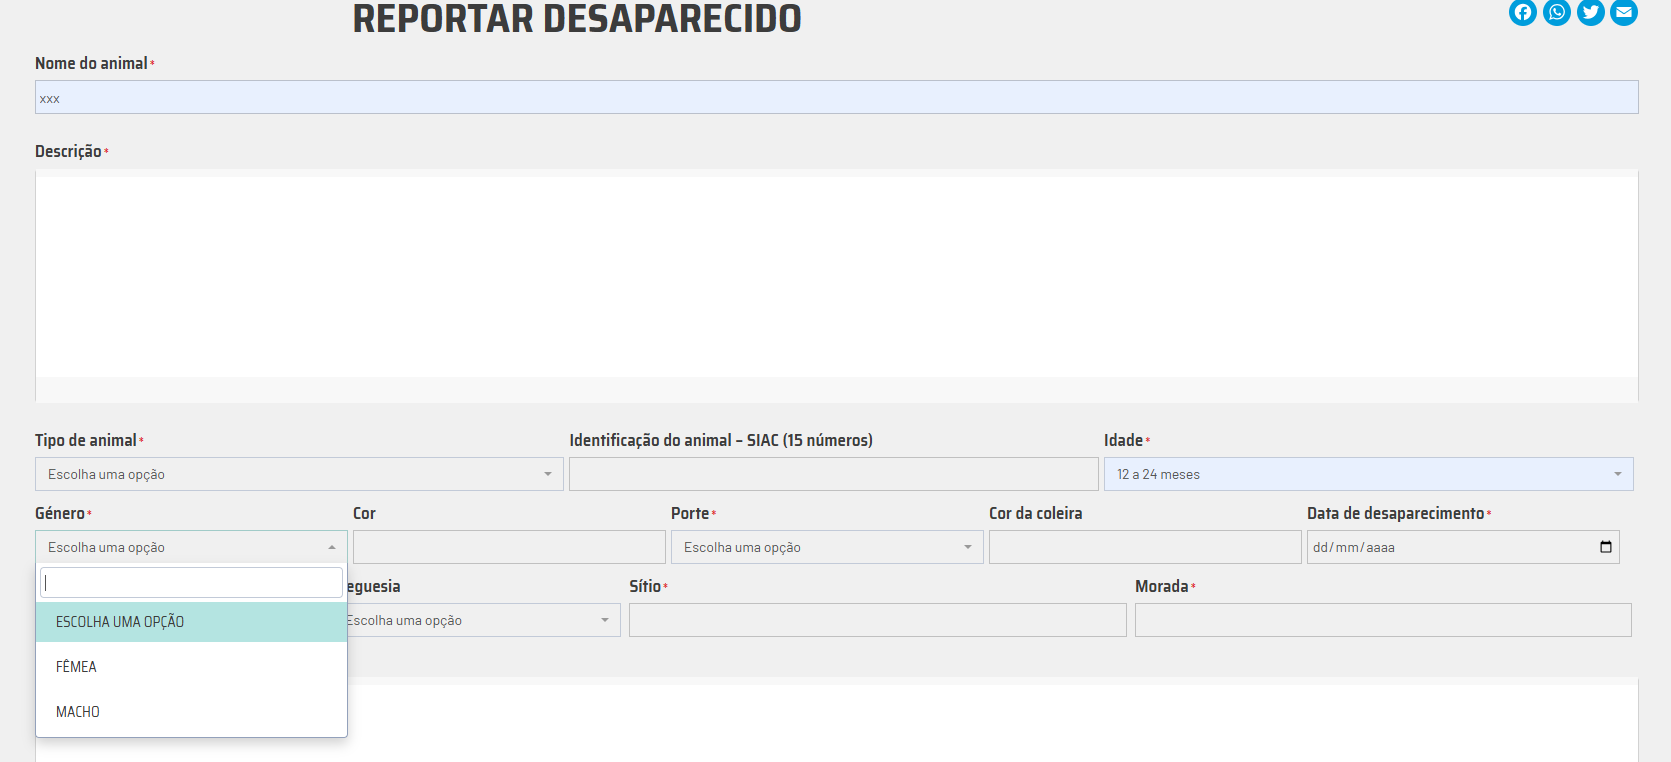 REPORTAR DESAPARECIDO
Nome do animal*
xxx
Descrição*
Tipo de animal* Identificação do animal – SIAC (15 números) Idade*
Escolha uma opção 12 a 24 meses
Género* Cor Porte* Cor da coleira Data de desaparecimento*
Escolha uma opção Escolha uma opção dd/mm/aaaa
eguesia Sítio* Morada*
Escolha uma opção
ESCOLHA UMA OPÇÃO
FÊMEA
MACHO